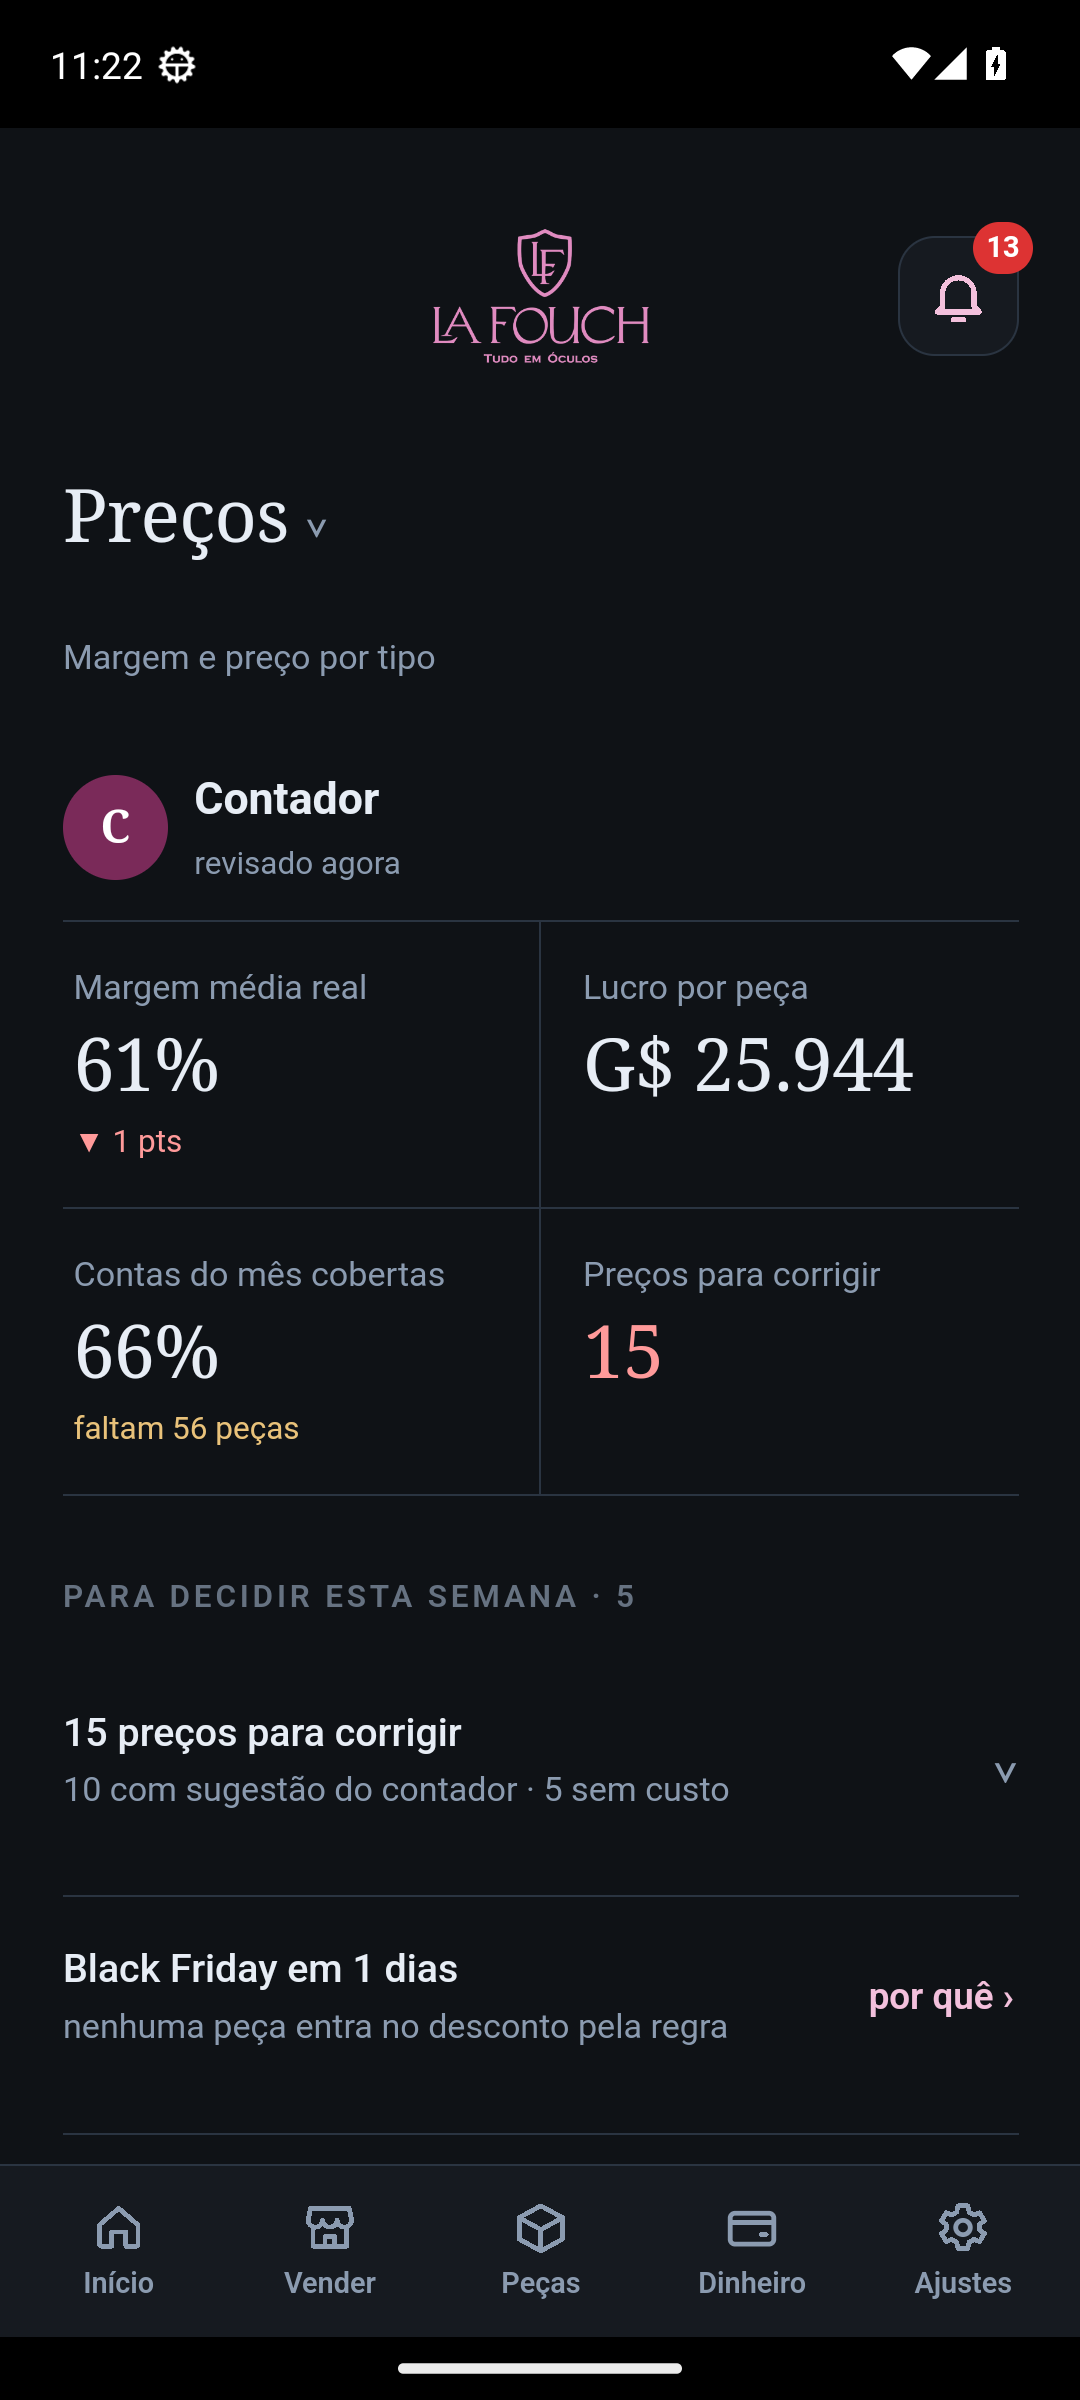 11:22
LF
LA FOUCH
TUDO EM ÓCULOS
13
Preços
Margem e preço por tipo
C
Contador
revisado agora
Margem média real
61%
▼ 1 pts
Lucro por peça
G$ 25.944
Contas do mês cobertas
66%
faltam 56 peças
Preços para corrigir
15
PARA DECIDIR ESTA SEMANA · 5
15 preços para corrigir
10 com sugestão do contador · 5 sem custo
Black Friday em 1 dias
nenhuma peça entra no desconto pela regra
por quê ›
Início
Vender
Peças
Dinheiro
Ajustes